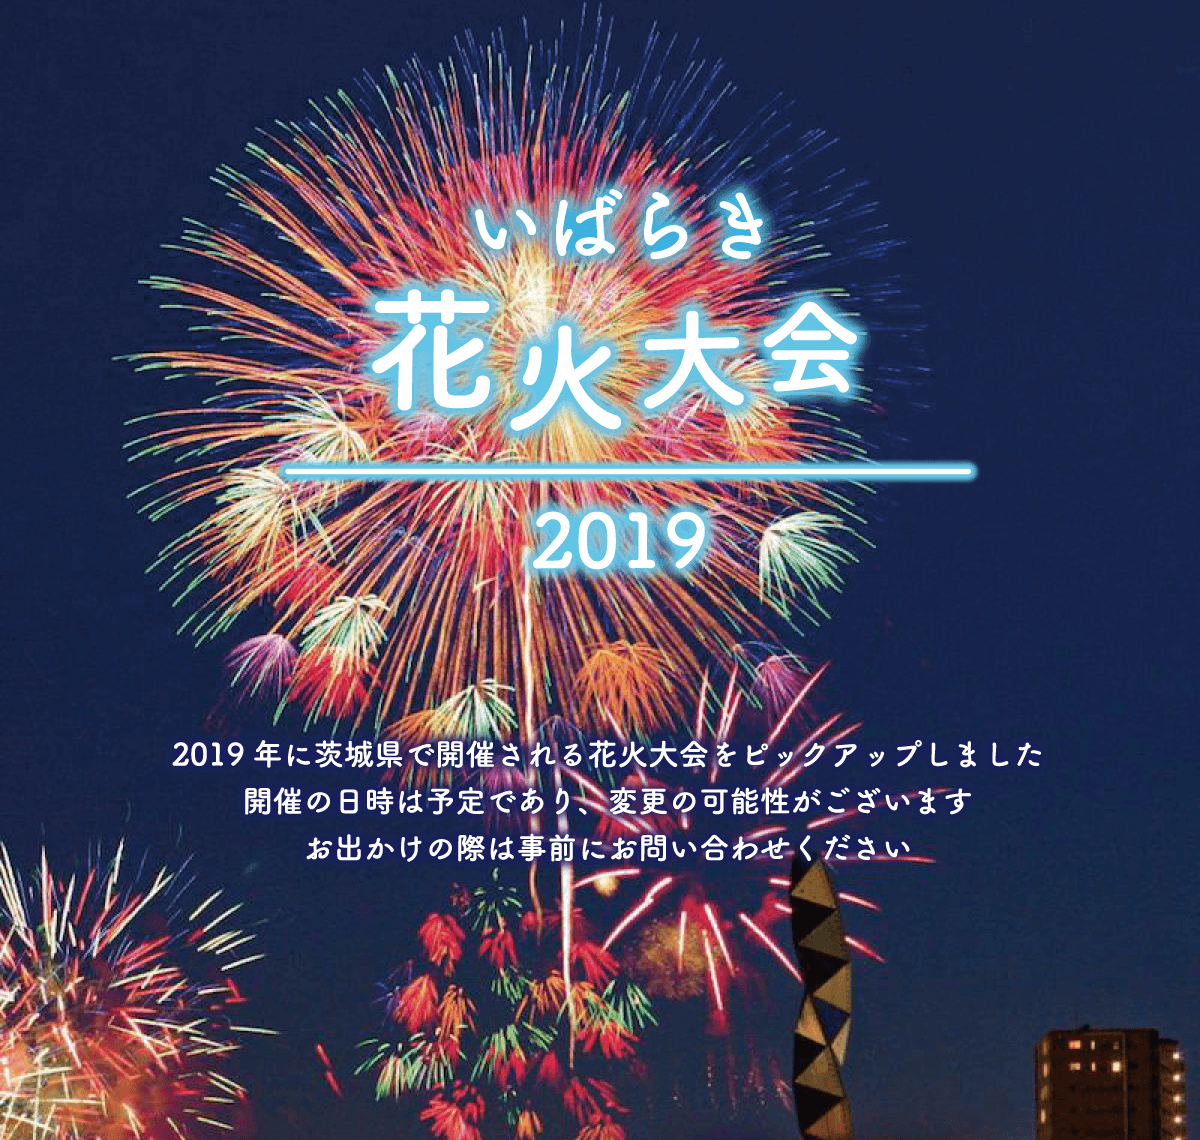 いばらき
花火大会
2019
2019年に茨城県で開催される花火大会をピックアップしました
開催の日時は予定であり、変更の可能性がございます
お出かけの際は事前にお問い合わせください